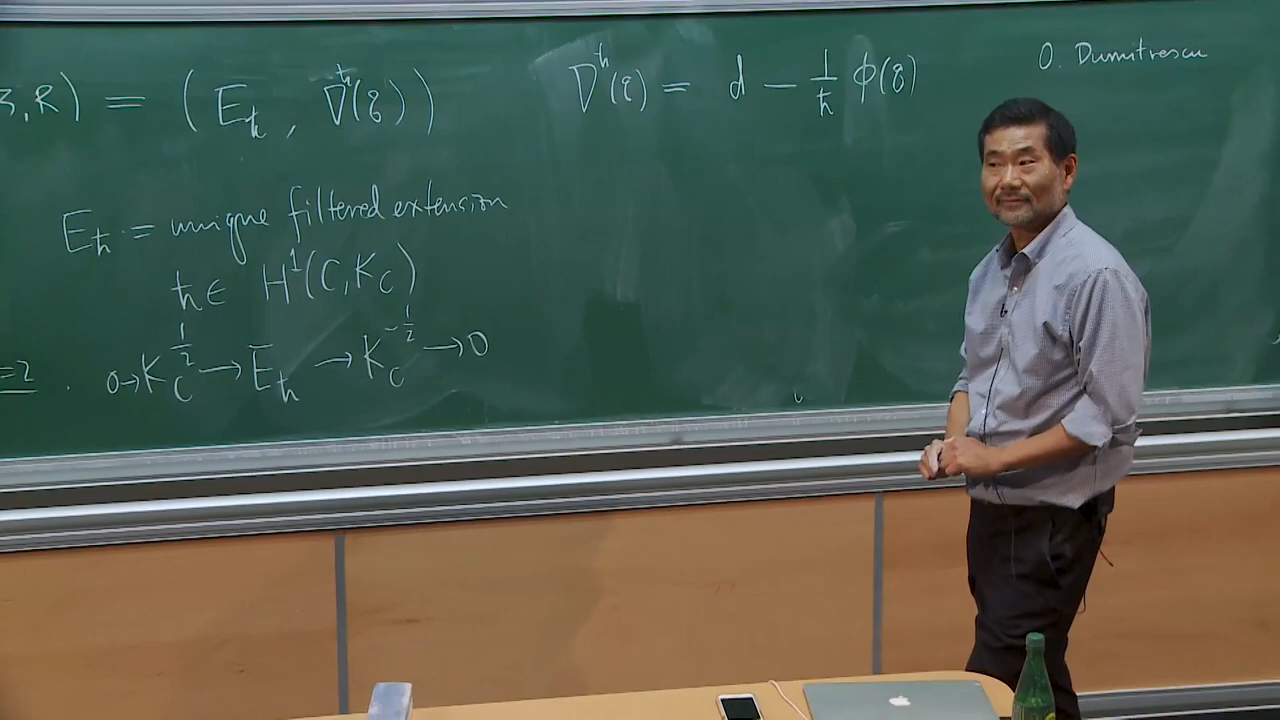 3, R) = (E_ħ, ∇^ħ(q))
∇^ħ(q) = d - 1/ħ ϕ(q)
O. Dumitrescu
E_ħ = unique filtered extension
ħ ∈ H^1(C, K_C)
=2 . 0 → K_C^{1/2} → E_ħ → K_C^{-1/2} → 0